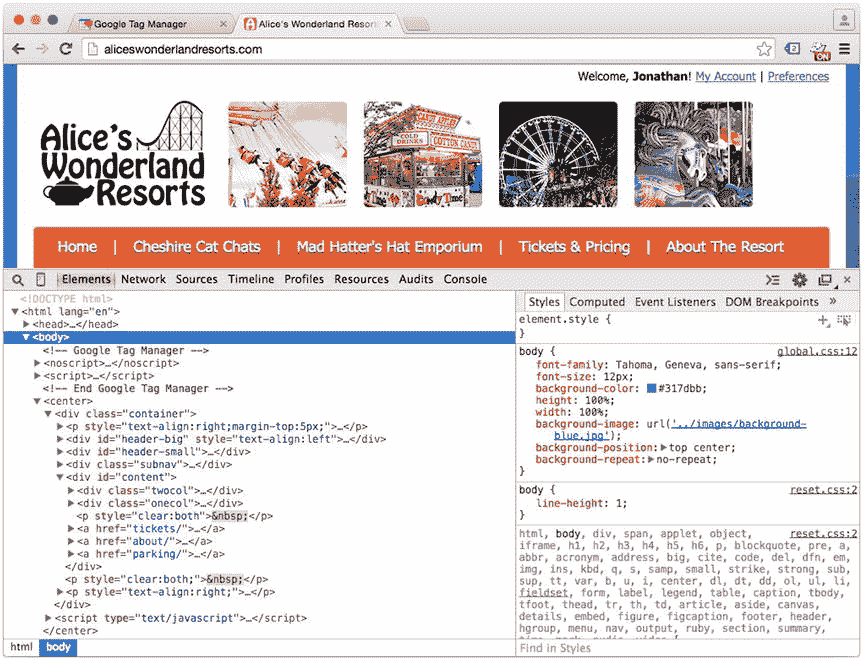 Google Tag Manager
Alice's Wonderland Resort
aliceswonderlandresorts.com
2
ON
Welcome, Jonathan! My Account | Preferences
Alice's
Wonderland
Resorts
CANDY APPLES
COLD DRINKS
COTTON CANDY
Home | Cheshire Cat Chats | Mad Hatter's Hat Emporium | Tickets & Pricing | About The Resort
Elements Network Sources Timeline Profiles Resources Audits Console
<!DOCTYPE html>
<html lang="en">
<head>…</head>
<body>
<!-- Google Tag Manager -->
<noscript>…</noscript>
<script>…</script>
<!-- End Google Tag Manager -->
<center>
<div class="container">
<p style="text-align:right;margin-top:5px;">…</p>
<div id="header-big" style="text-align:left">…</div>
<div id="header-small">…</div>
<div class="subnav">…</div>
<div id="content">
<div class="twocol">…</div>
<div class="onecol">…</div>
<p style="clear:both">&nbsp;</p>
<a href="tickets/">…</a>
<a href="about/">…</a>
<a href="parking/">…</a>
</div>
<p style="clear:both;">&nbsp;</p>
<p style="text-align:right;">…</p>
</div>
<script type="text/javascript">…</script>
</center>
html body
Styles Computed Event Listeners DOM Breakpoints »
element.style {
}
body { global.css:12
font-family: Tahoma, Geneva, sans-serif;
font-size: 12px;
background-color: #317dbb;
height: 100%;
width: 100%;
background-image: url('../images/background-
blue.jpg');
background-position: top center;
background-repeat: no-repeat;
}
body { reset.css:2
line-height: 1;
}
html, body, div, span, applet, object, reset.css:2
iframe, h1, h2, h3, h4, h5, h6, p, blockquote, pre, a,
abbr, acronym, address, big, cite, code, del, dfn, em,
img, ins, kbd, q, s, samp, small, strike, strong, sub,
sup, tt, var, b, u, i, center, dl, dt, dd, ol, ul, li,
fieldset, form, label, legend, table, caption, tbody,
tfoot, thead, tr, th, td, article, aside, canvas,
details, embed, figure, figcaption, footer, header,
hgroup, menu, nav, output, ruby, section, summary,
Find in Styles